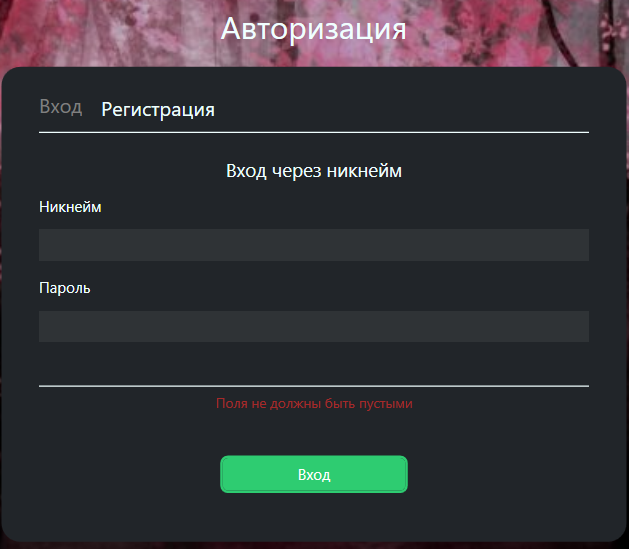 Авторизация
Вход Регистрация
Вход через никнейм
Никнейм
Пароль
Поля не должны быть пустыми
Вход